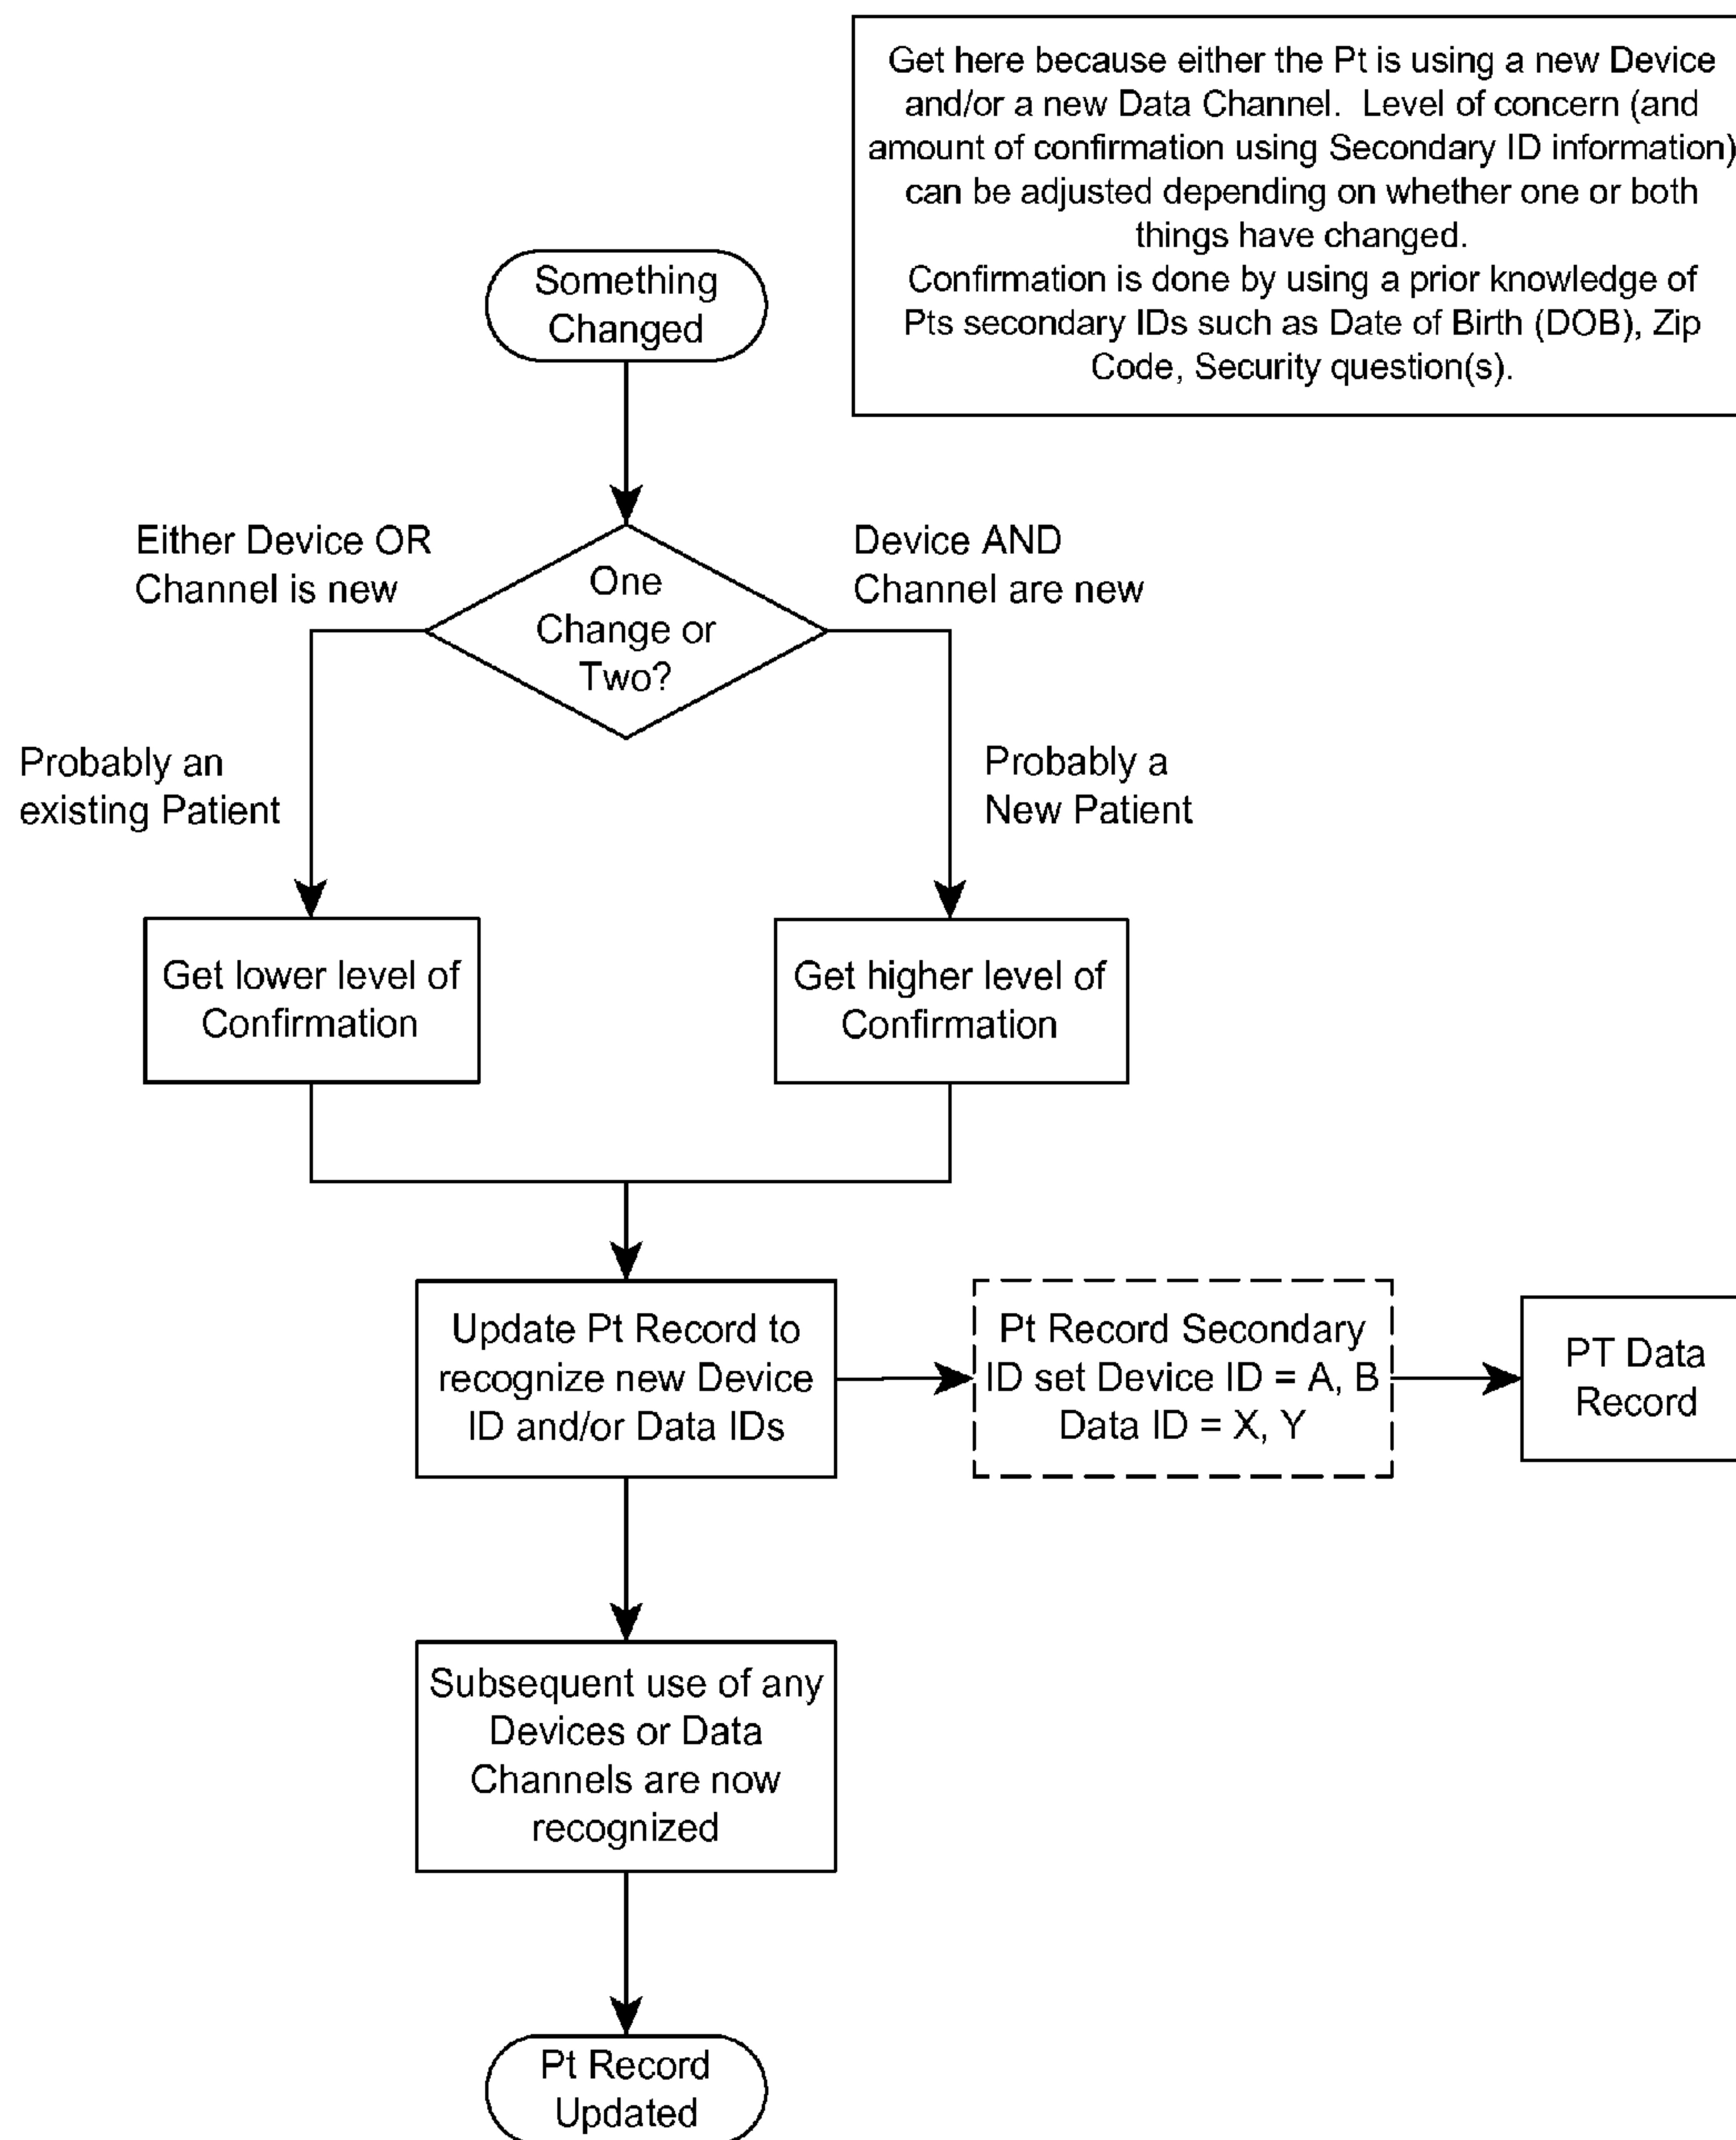 Get here because either the Pt is using a new Device
and/or a new Data Channel.  Level of concern (and
amount of confirmation using Secondary ID information)
can be adjusted depending on whether one or both
things have changed.
Confirmation is done by using a prior knowledge of
Pts secondary IDs such as Date of Birth (DOB), Zip
Code, Security question(s).
Something
Changed
Either Device OR
Channel is new
One
Change or
Two?
Device AND
Channel are new
Probably an
existing Patient
Probably a
New Patient
Get lower level of
Confirmation
Get higher level of
Confirmation
Update Pt Record to
recognize new Device
ID and/or Data IDs
Pt Record Secondary
ID set Device ID = A, B
Data ID = X, Y
PT Data
Record
Subsequent use of any
Devices or Data
Channels are now
recognized
Pt Record
Updated